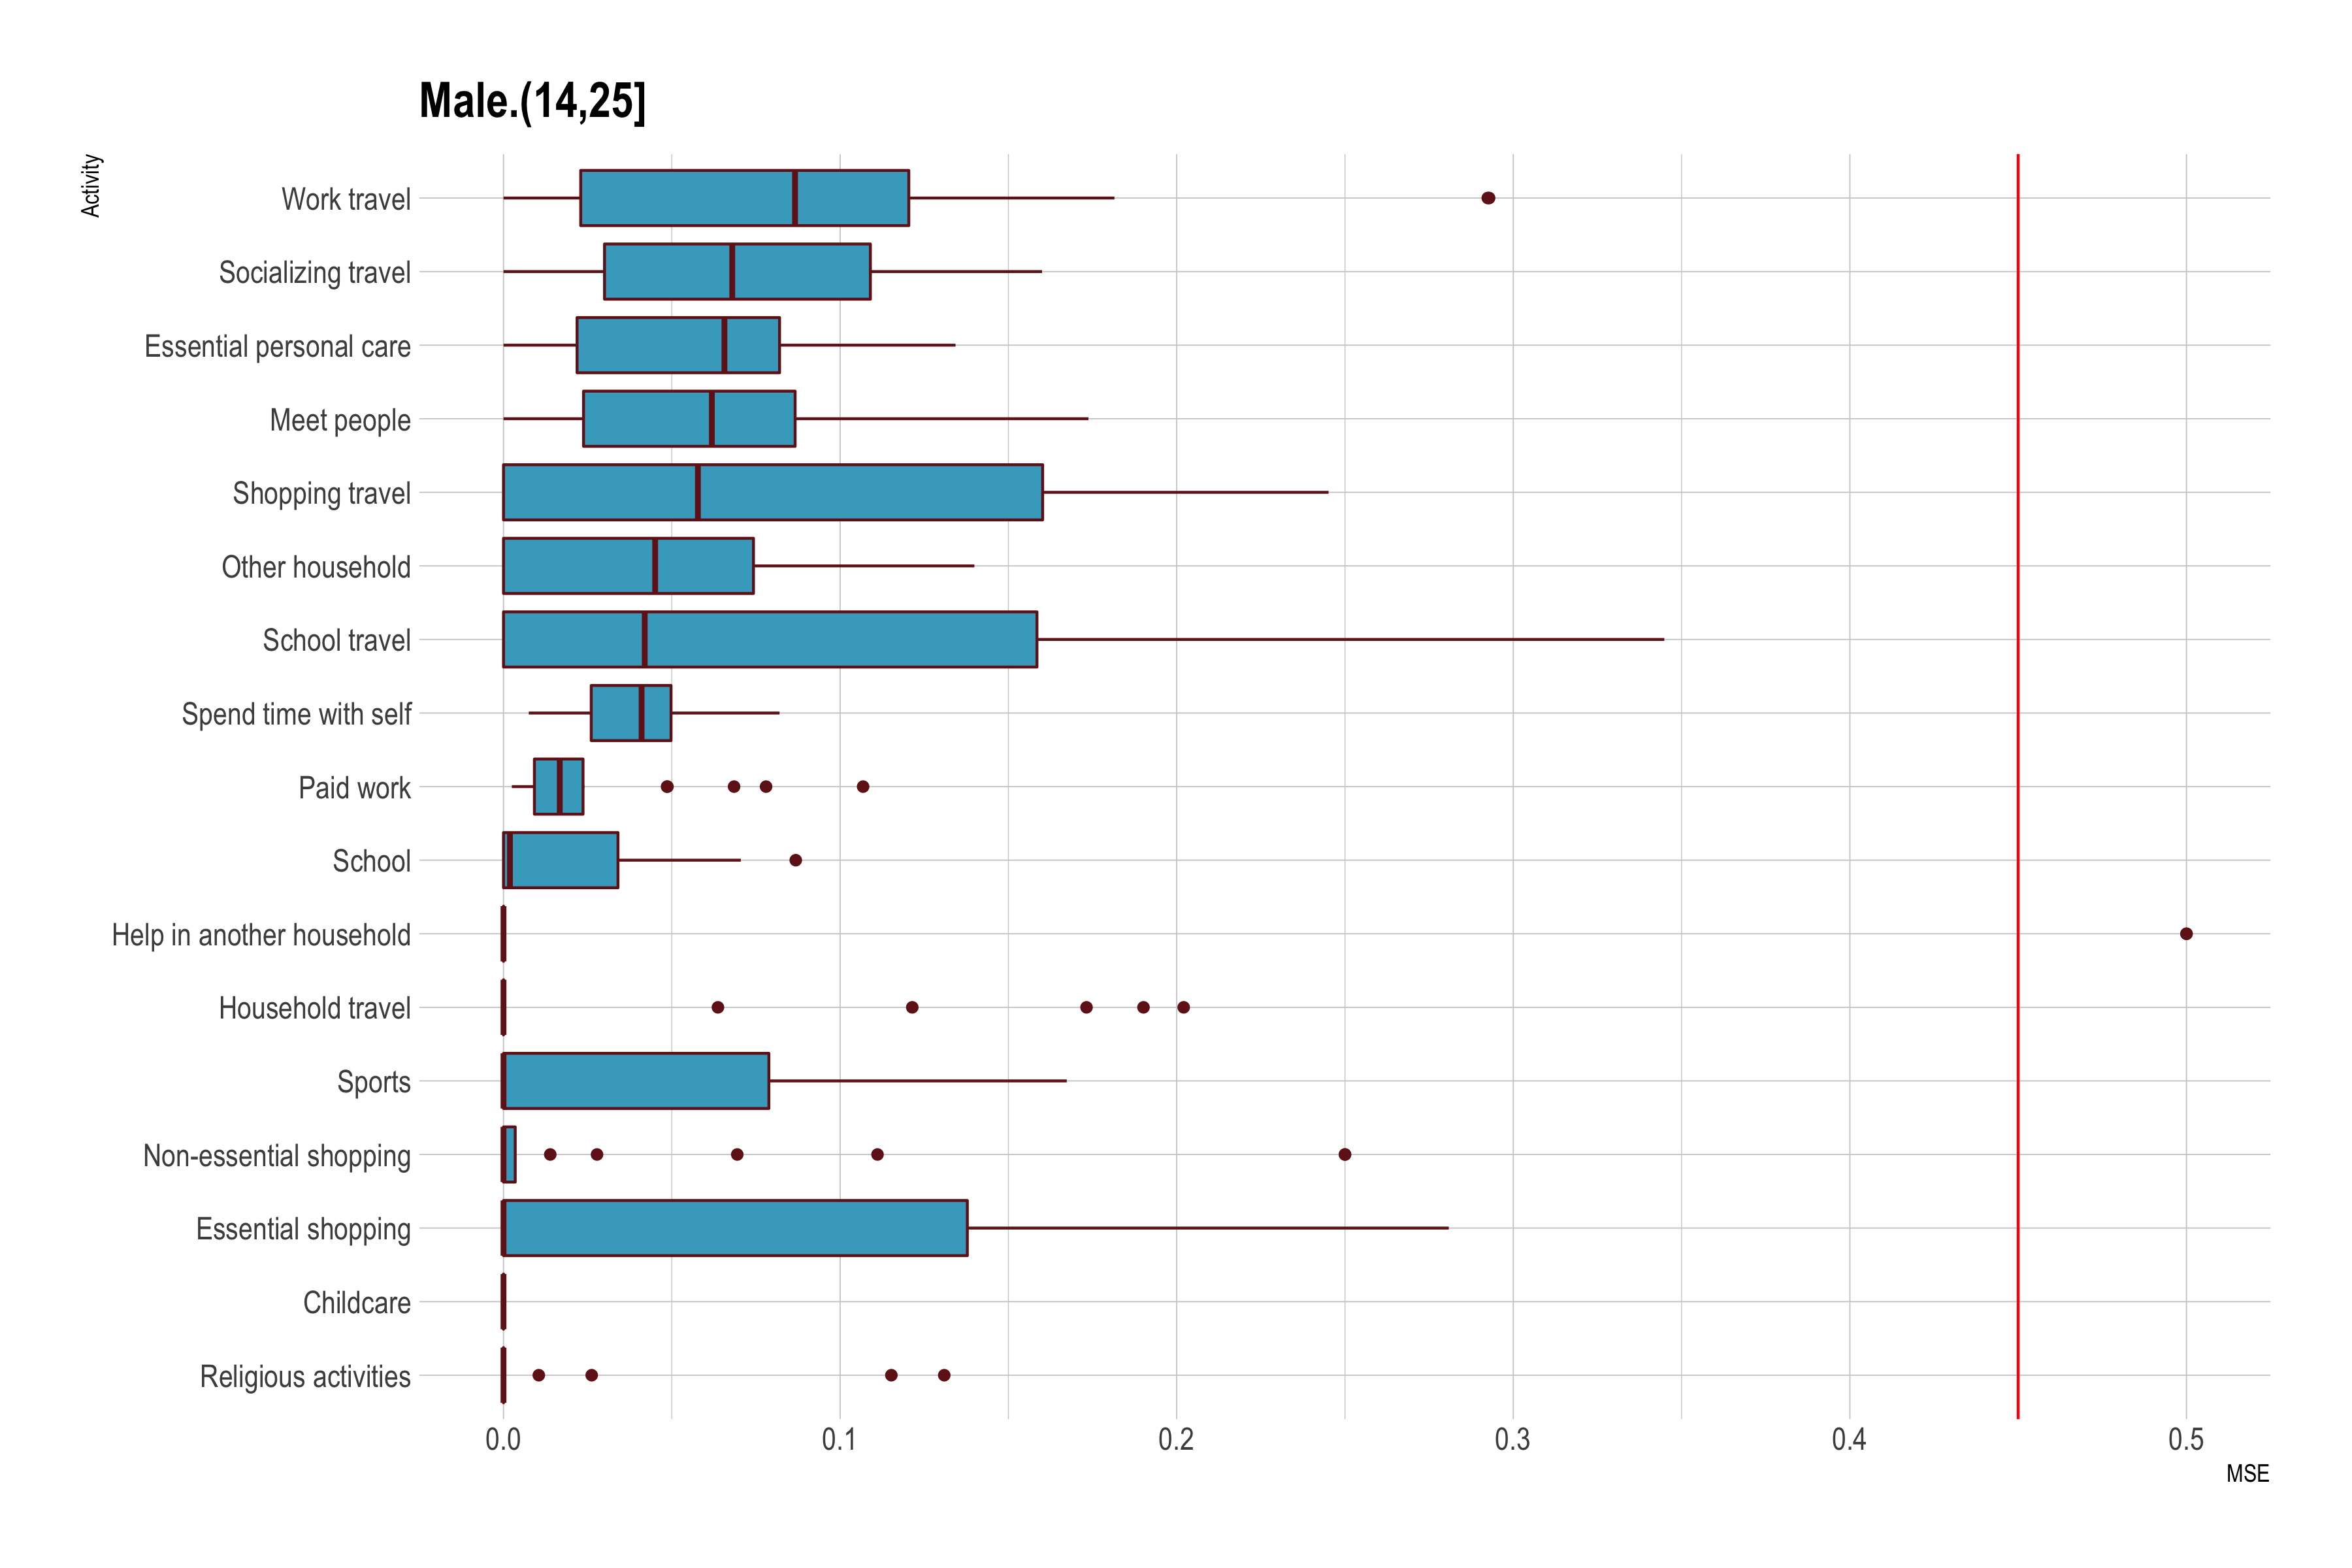 Male.(14,25]
Activity
Work travel
Socializing travel
Essential personal care
Meet people
Shopping travel
Other household
School travel
Spend time with self
Paid work
School
Help in another household
Household travel
Sports
Non-essential shopping
Essential shopping
Childcare
Religious activities
0.0 0.1 0.2 0.3 0.4 0.5
MSE